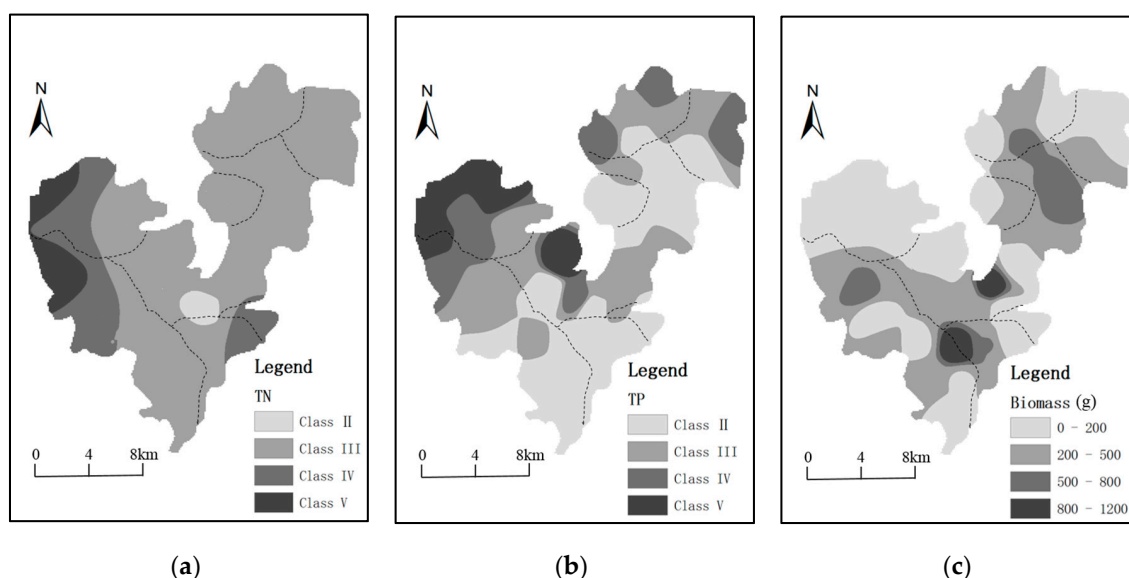 N
Legend
TN
Class II
Class III
Class IV
Class V
0 4 8km
(a)
N
Legend
TP
Class II
Class III
Class IV
Class V
0 4 8km
(b)
N
Legend
Biomass (g)
0 - 200
200 - 500
500 - 800
800 - 1200
0 4 8km
(c)